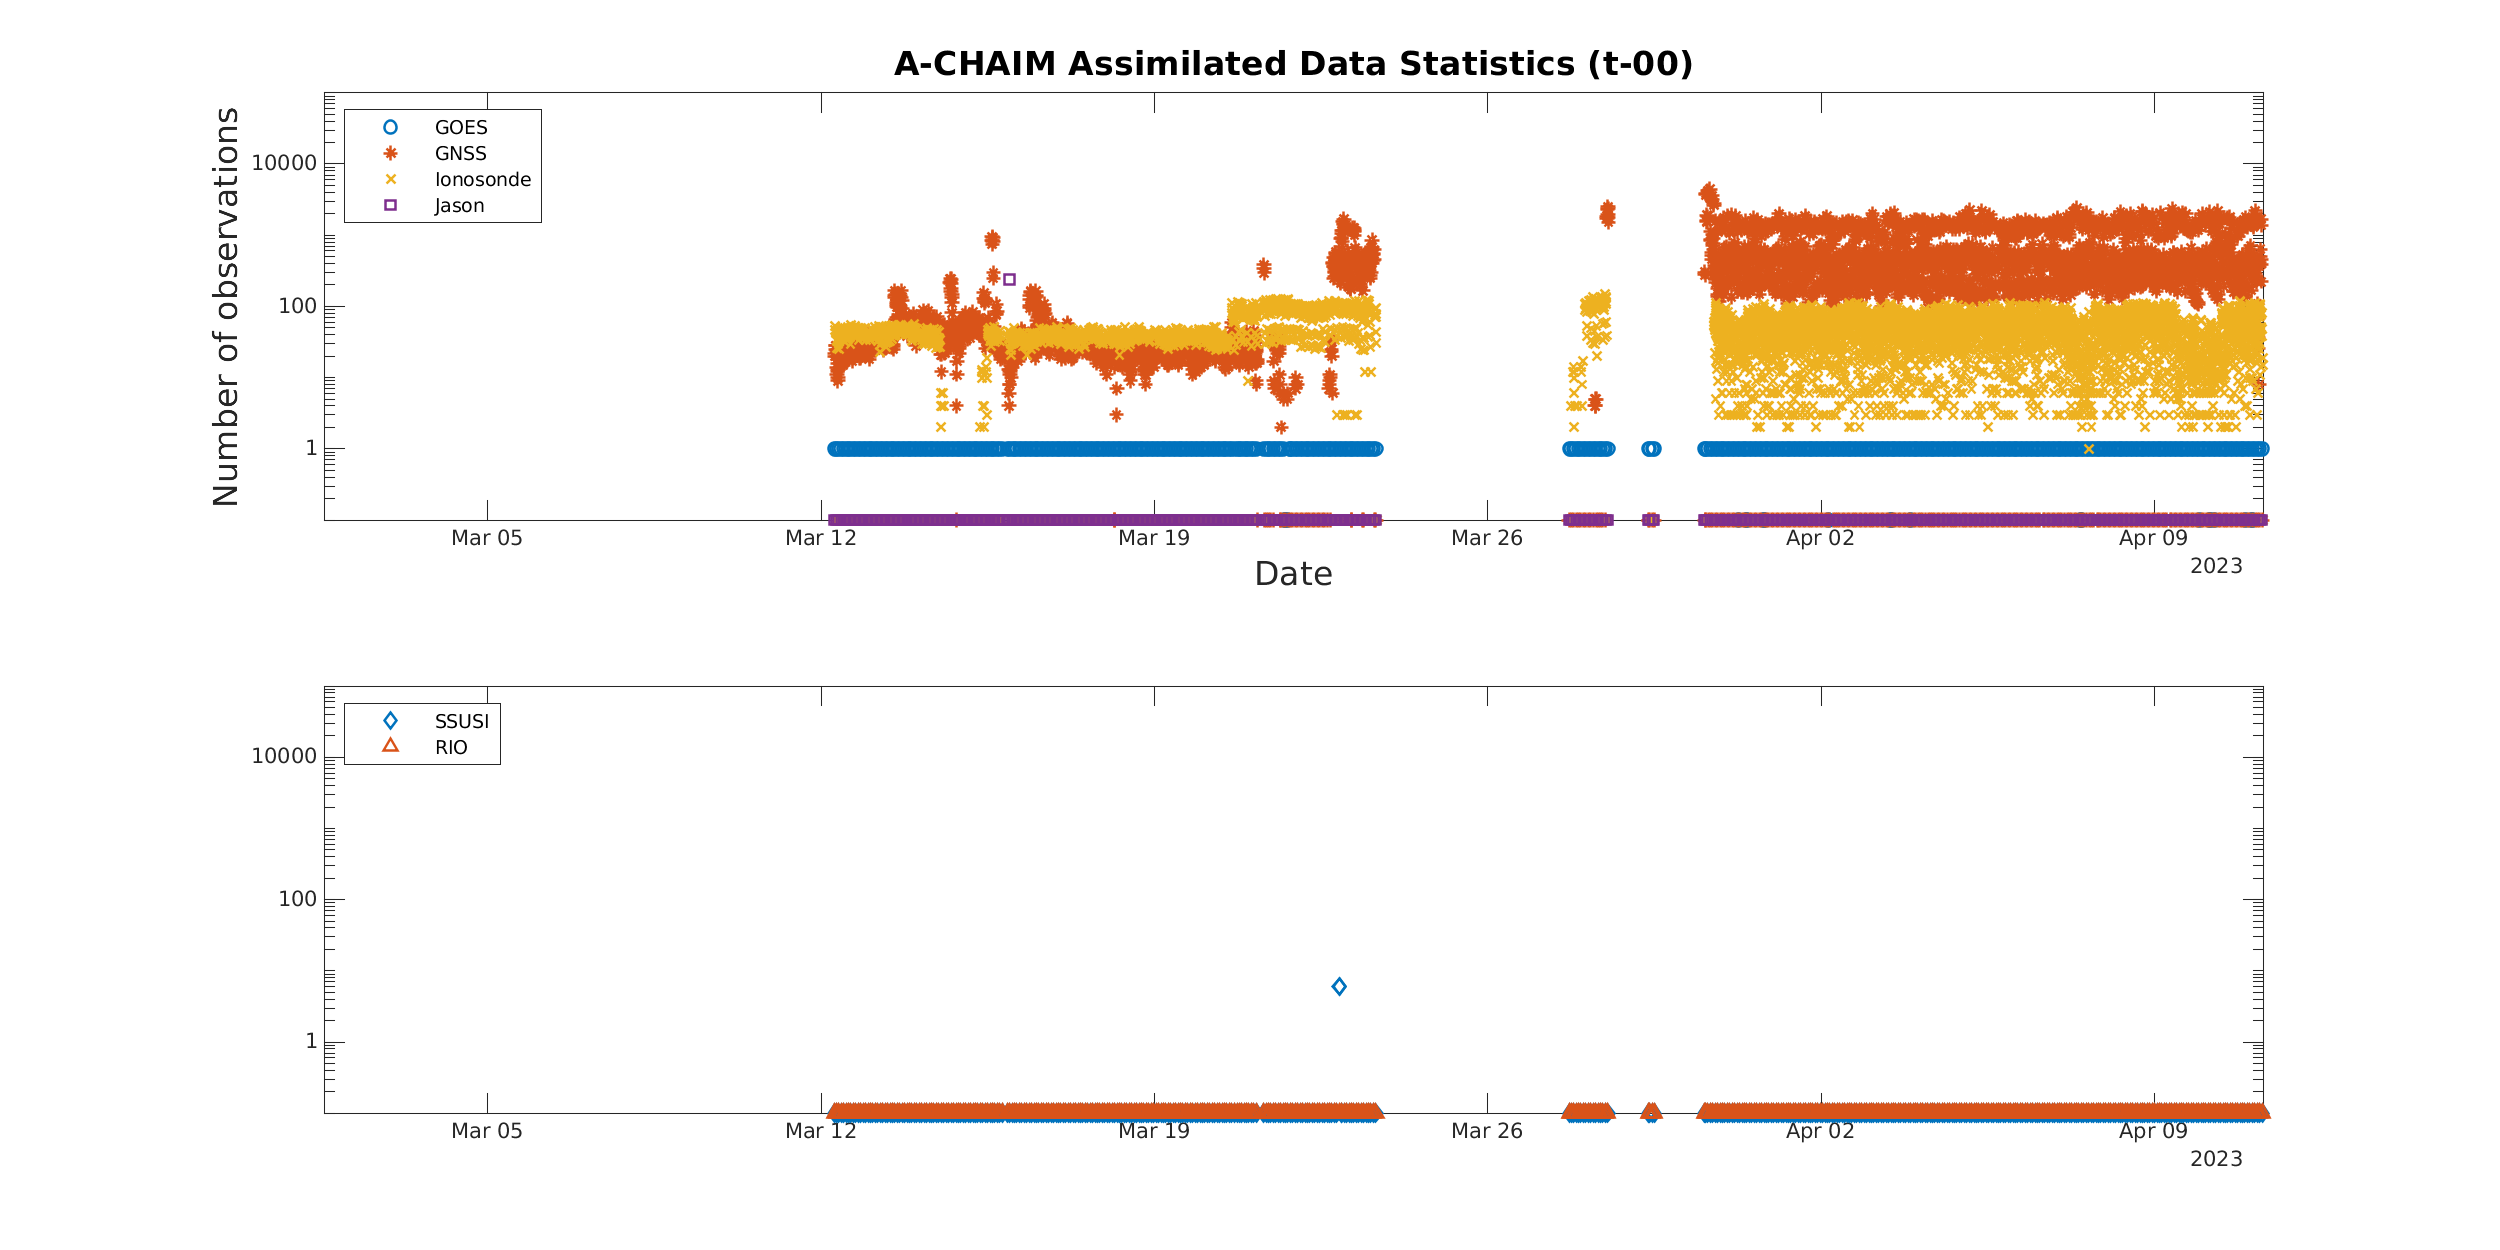 A-CHAIM Assimilated Data Statistics (t-00)
Number of observations
10000
100
1
GOES
GNSS
Ionosonde
Jason
Mar 05 Mar 12 Mar 19 Mar 26 Apr 02 Apr 09
2023
Date
10000
100
1
SSUSI
RIO
Mar 05 Mar 12 Mar 19 Mar 26 Apr 02 Apr 09
2023